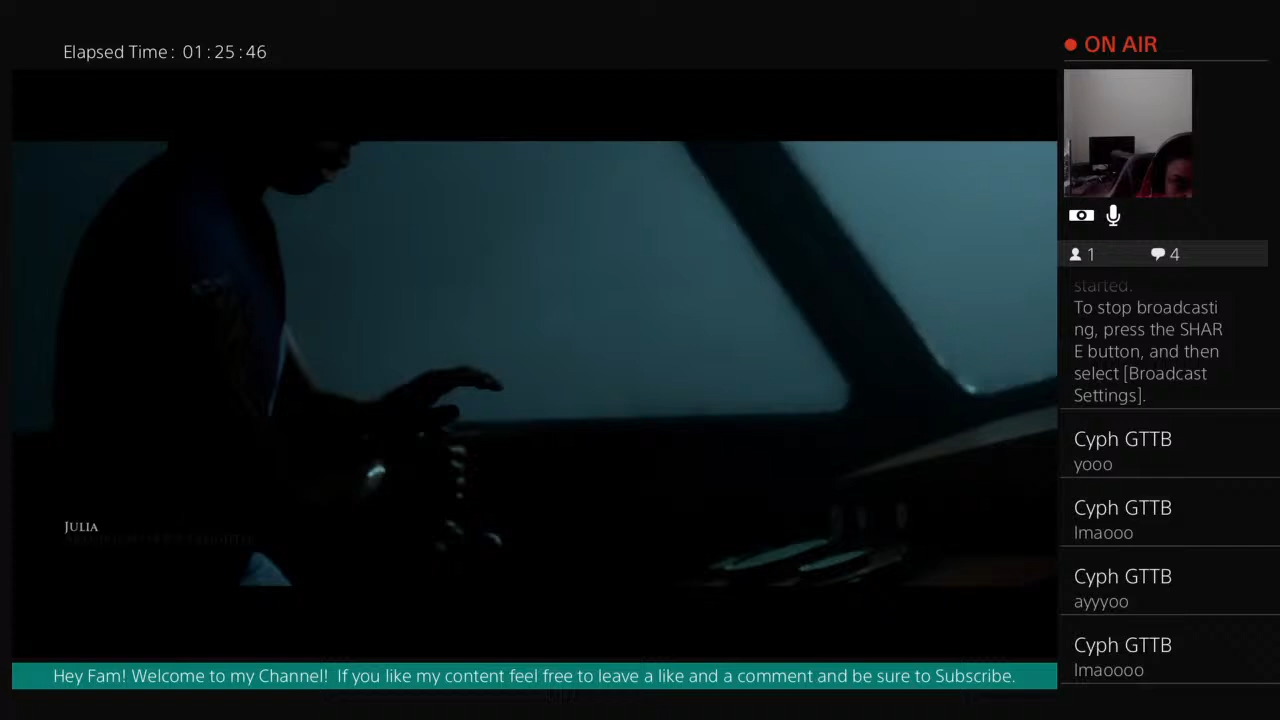 Elapsed Time: 01:25:46
ON AIR
1
4
started.
To stop broadcasti
ng, press the SHAR
E button, and then
select [Broadcast
Settings].
Cyph GTTB
yooo
Cyph GTTB
lmaooo
Cyph GTTB
ayyyoo
Cyph GTTB
lmaoooo
JULIA
Hey Fam! Welcome to my Channel! If you like my content feel free to leave a like and a comment and be sure to Subscribe.